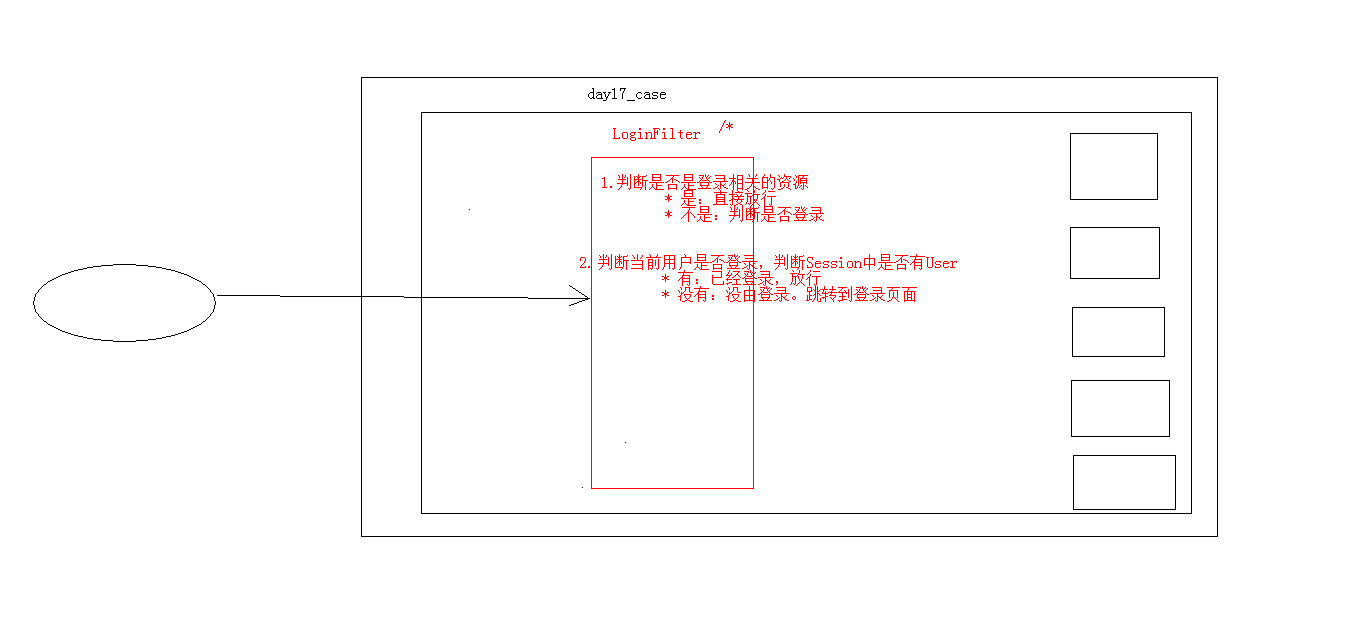 day17_case
LoginFilter /*
1.判断是否是登录相关的资源
* 是：直接放行
* 不是：判断是否登录
2.判断当前用户是否登录，判断Session中是否有User
* 有：已经登录，放行
* 没有：没由登录。跳转到登录页面